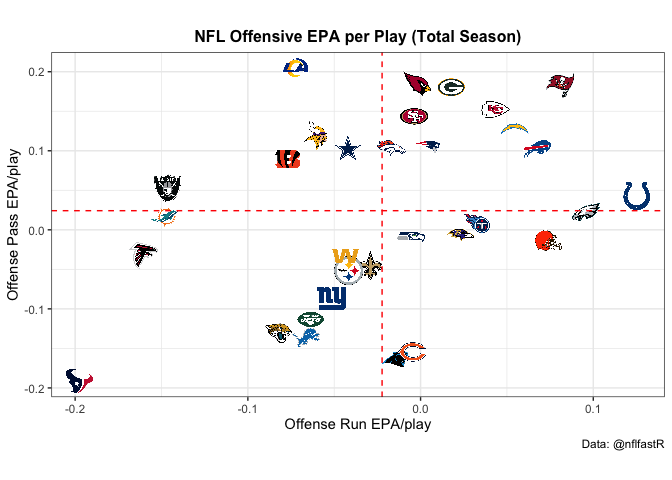 NFL Offensive EPA per Play (Total Season)
Offense Pass EPA/play
0.2
0.1
0.0
-0.1
-0.2
W
ny
-0.2
-0.1
0.0
0.1
Offense Run EPA/play
Data: @nflfastR